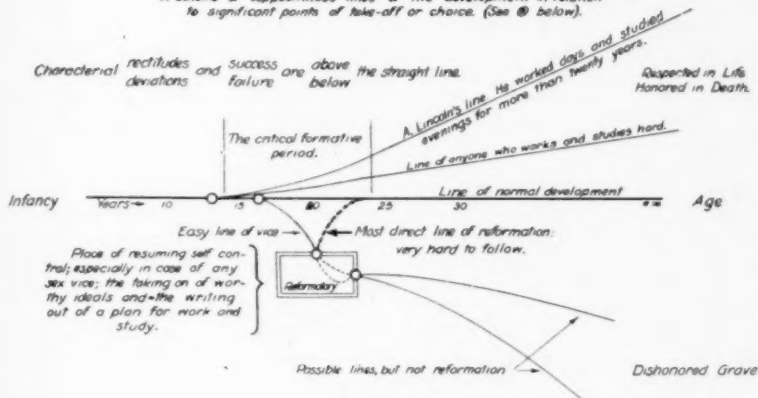 to significant points of take-off or choice. (See ⊗ below).
Characterial rectitudes and success are above the straight line.
deviations failure below
A. Lincoln's line. He worked days and studied
evenings for more than twenty years.
Respected in Life
Honored in Death.
The critical formative
period.
Line of anyone who works and studies hard.
Infancy Years→ 10 15 20 25 30 Line of normal development Age
Easy line of vice
Most direct line of reformation:
very hard to follow.
Place of resuming self con-
trol; especially in case of any
sex vice; the taking on of wor-
thy ideals and the writing
out of a plan for work and
study.
Reformatory
Possible lines, but not reformation
Dishonored Grave